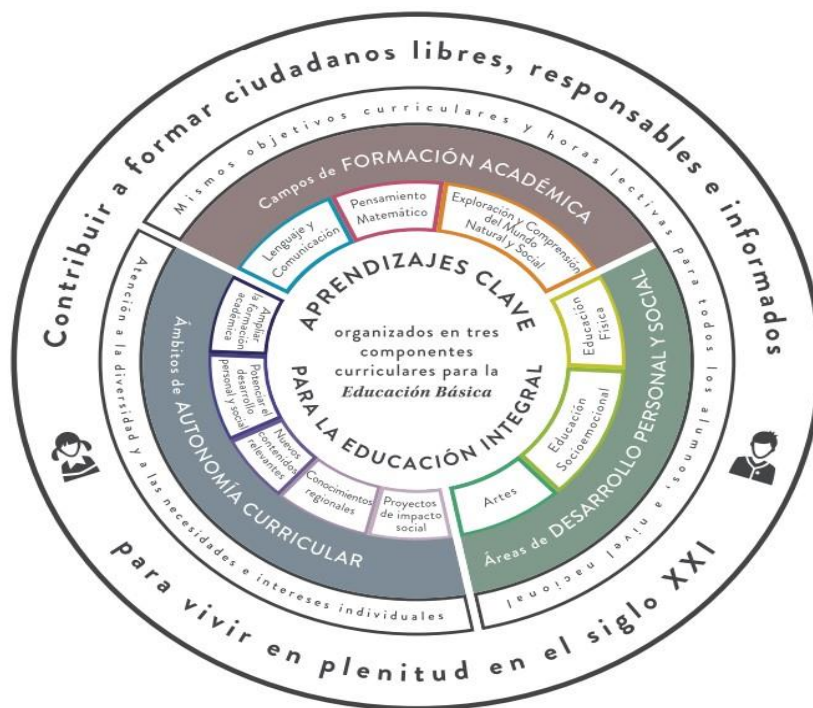 Contribuir a formar ciudadanos libres, responsables e informados
para vivir en plenitud en el siglo XXI
Mismos objetivos curriculares y horas lectivas para todos los alumnos, a nivel nacional
Atención a la diversidad y a las necesidades e intereses individuales
Campos de FORMACIÓN ACADÉMICA
Lenguaje y
Comunicación
Pensamiento
Matemático
Exploración y Comprensión
del Mundo
Natural y Social
Áreas de DESARROLLO PERSONAL Y SOCIAL
Educación
Física
Educación
Socioemocional
Artes
Ámbitos de AUTONOMÍA CURRICULAR
Ampliar
la formación
académica
Potenciar el
desarrollo
personal y social
Nuevos
contenidos
relevantes
Conocimientos
regionales
Proyectos
de impacto
social
APRENDIZAJES CLAVE
organizados en tres
componentes
curriculares para la
Educación Básica
PARA LA EDUCACIÓN INTEGRAL